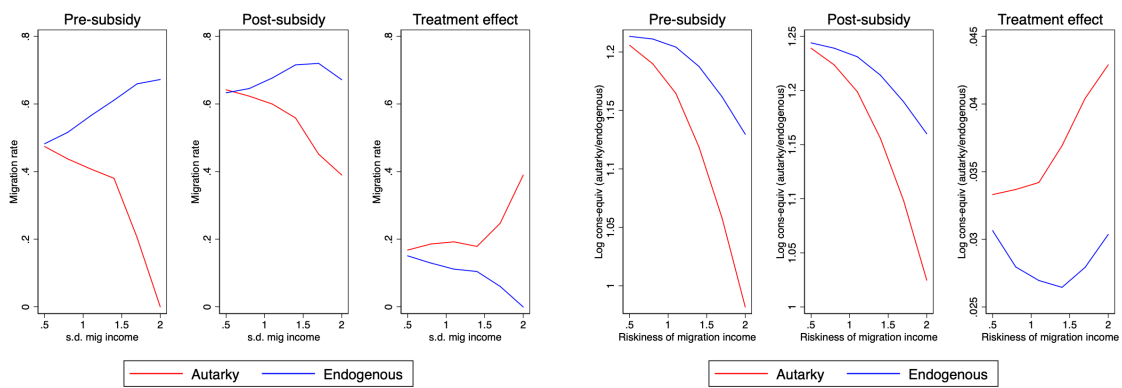 Pre-subsidy
Post-subsidy
Treatment effect
Migration rate
.8
.6
.4
.2
0
.5
1
1.5
2
s.d. mig income
Migration rate
.8
.6
.4
.2
0
.5
1
1.5
2
s.d. mig income
Migration rate
.8
.6
.4
.2
0
.5
1
1.5
2
s.d. mig income
Autarky
Endogenous
Pre-subsidy
Post-subsidy
Treatment effect
Log cons-equiv (autarky/endogenous)
1.2
1.15
1.1
1.05
1
.5
1
1.5
2
Riskiness of migration income
Log cons-equiv (autarky/endogenous)
1.25
1.2
1.15
1.1
1.05
1
.5
1
1.5
2
Riskiness of migration income
Log cons-equiv (autarky/endogenous)
.045
.04
.035
.03
.025
.5
1
1.5
2
Riskiness of migration income
Autarky
Endogenous